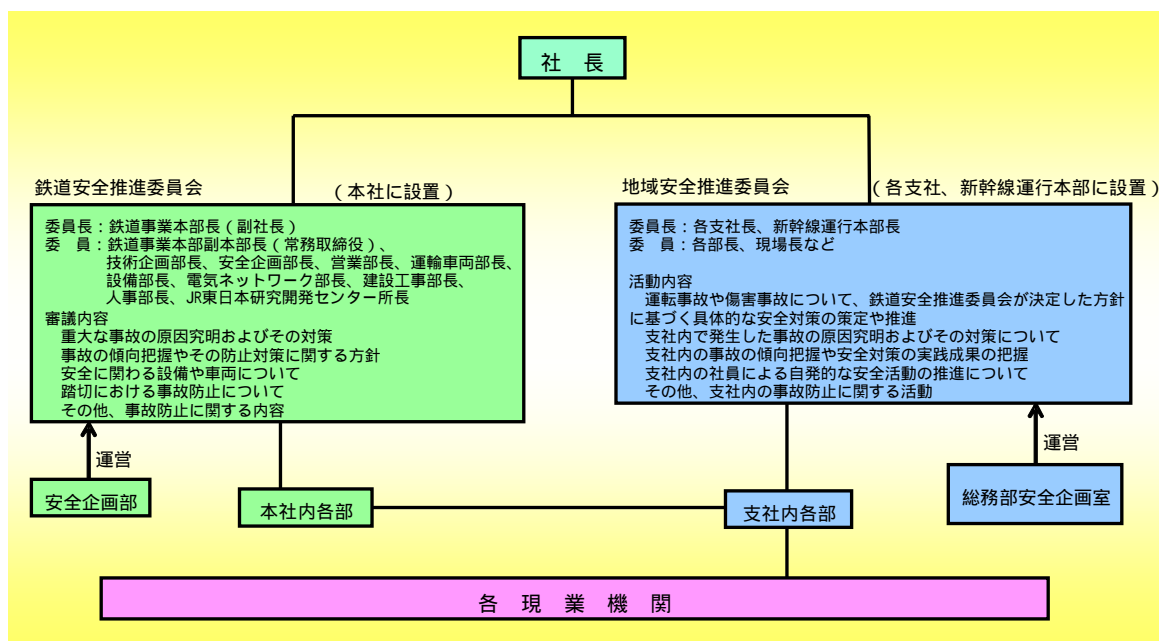 社　長
鉄道安全推進委員会
（本社に設置）
委員長：鉄道事業本部長（副社長）
委　員：鉄道事業本部副本部長（常務取締役）、
技術企画部長、安全企画部長、営業部長、運輸車両部長、
設備部長、電気ネットワーク部長、建設工事部長、
人事部長、JR東日本研究開発センター所長
審議内容
重大な事故の原因究明およびその対策
事故の傾向把握やその防止対策に関する方針
安全に関わる設備や車両について
踏切における事故防止について
その他、事故防止に関する内容
運営
安全企画部
本社内各部
地域安全推進委員会
（各支社、新幹線運行本部に設置）
委員長：各支社長、新幹線運行本部長
委　員：各部長、現場長など
活動内容
運転事故や傷害事故について、鉄道安全推進委員会が決定した方針
に基づく具体的な安全対策の策定や推進
支社内で発生した事故の原因究明およびその対策について
支社内の事故の傾向把握や安全対策の実践成果の把握
支社内の社員による自発的な安全活動の推進について
その他、支社内の事故防止に関する活動
運営
支社内各部
総務部安全企画室
各　現　業　機　関